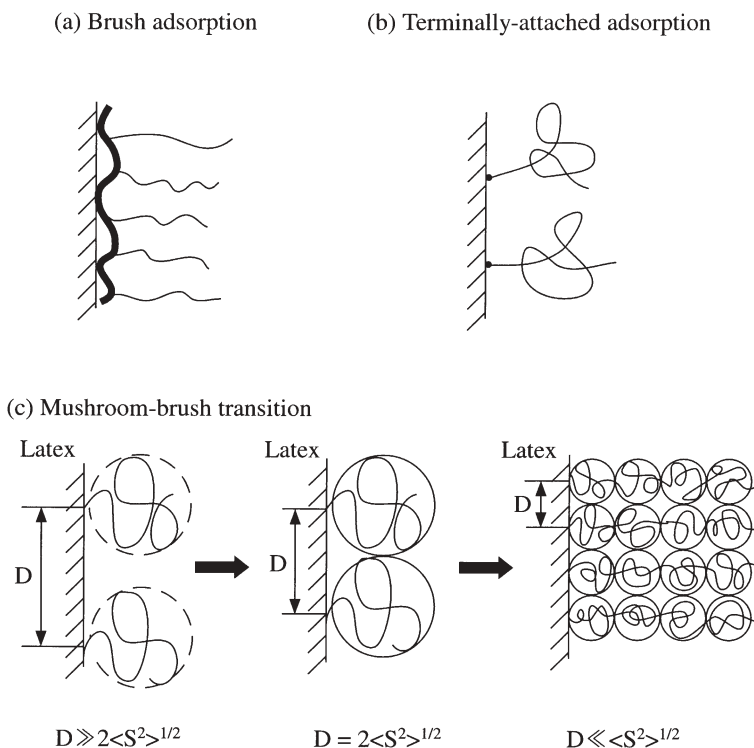 (a) Brush adsorption
(b) Terminally-attached adsorption
(c) Mushroom-brush transition
Latex
Latex
Latex
D
D
D
D ≫ 2<S²>¹/²
D = 2<S²>¹/²
D ≪ <S²>¹/²